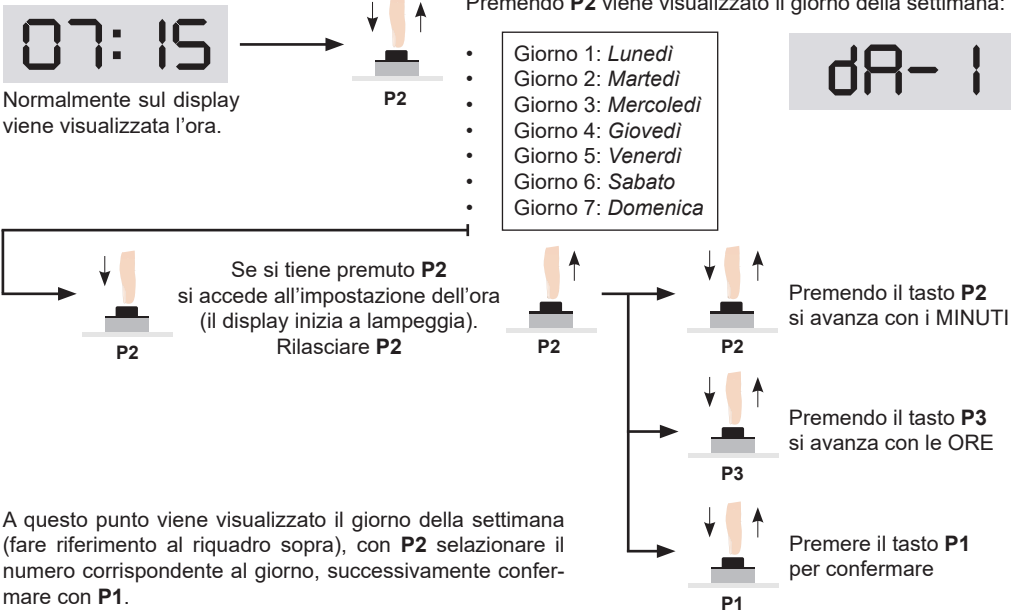 Premendo P2 viene visualizzato il giorno della settimana:
07:15
P2
Normalmente sul display
viene visualizzata l’ora.
• Giorno 1: Lunedì
• Giorno 2: Martedì
• Giorno 3: Mercoledì
• Giorno 4: Giovedì
• Giorno 5: Venerdì
• Giorno 6: Sabato
• Giorno 7: Domenica
dA- 1
P2
Se si tiene premuto P2
si accede all’impostazione dell’ora
(il display inizia a lampeggia).
Rilasciare P2
P2
P2
Premendo il tasto P2
si avanza con i MINUTI
P3
Premendo il tasto P3
si avanza con le ORE
P1
Premere il tasto P1
per confermare
A questo punto viene visualizzato il giorno della settimana
(fare riferimento al riquadro sopra), con P2 selazionare il
numero corrispondente al giorno, successivamente confer-
mare con P1.